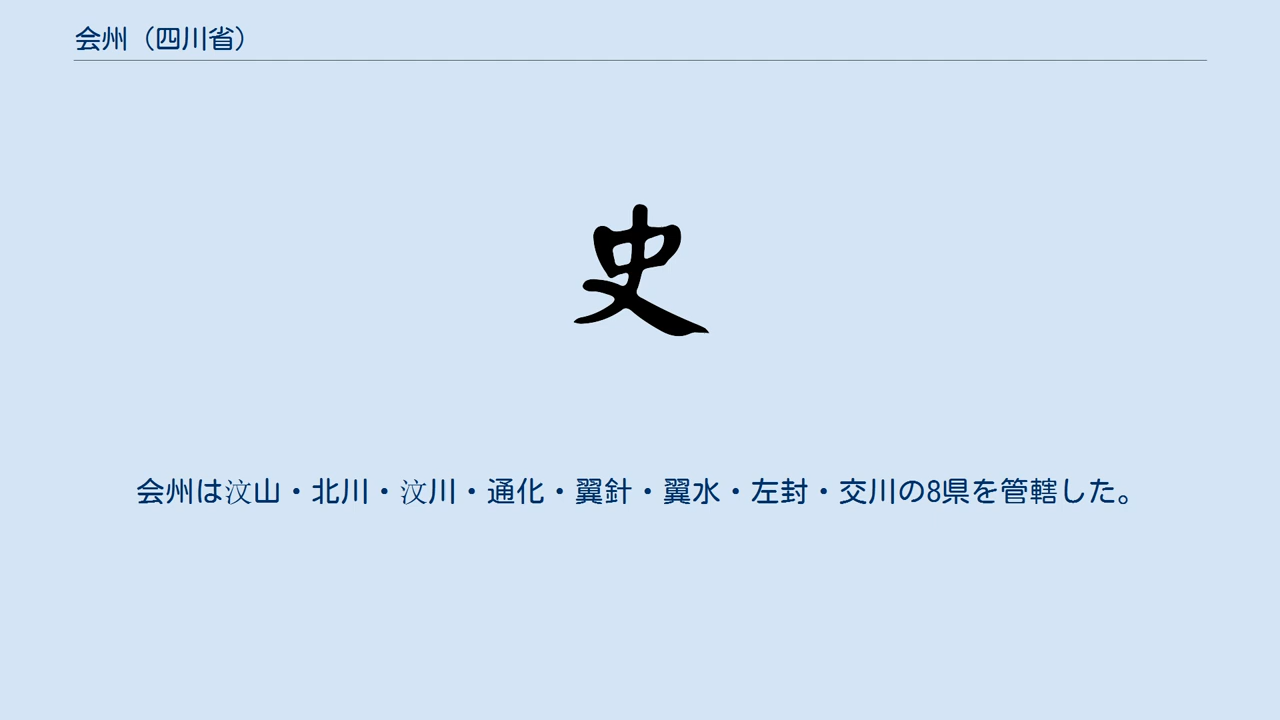 会州（四川省）
史
会州は汶山・北川・汶川・通化・翼針・翼水・左封・交川の8県を管轄した。